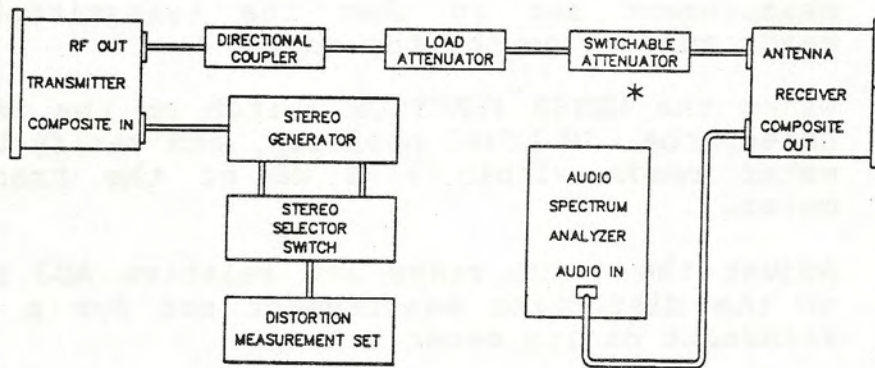 RF OUT
TRANSMITTER
COMPOSITE IN
DIRECTIONAL
COUPLER
LOAD
ATTENUATOR
SWITCHABLE
ATTENUATOR
*
ANTENNA
RECEIVER
COMPOSITE
OUT
STEREO
GENERATOR
STEREO
SELECTOR
SWITCH
DISTORTION
MEASUREMENT SET
AUDIO
SPECTRUM
ANALYZER
AUDIO IN